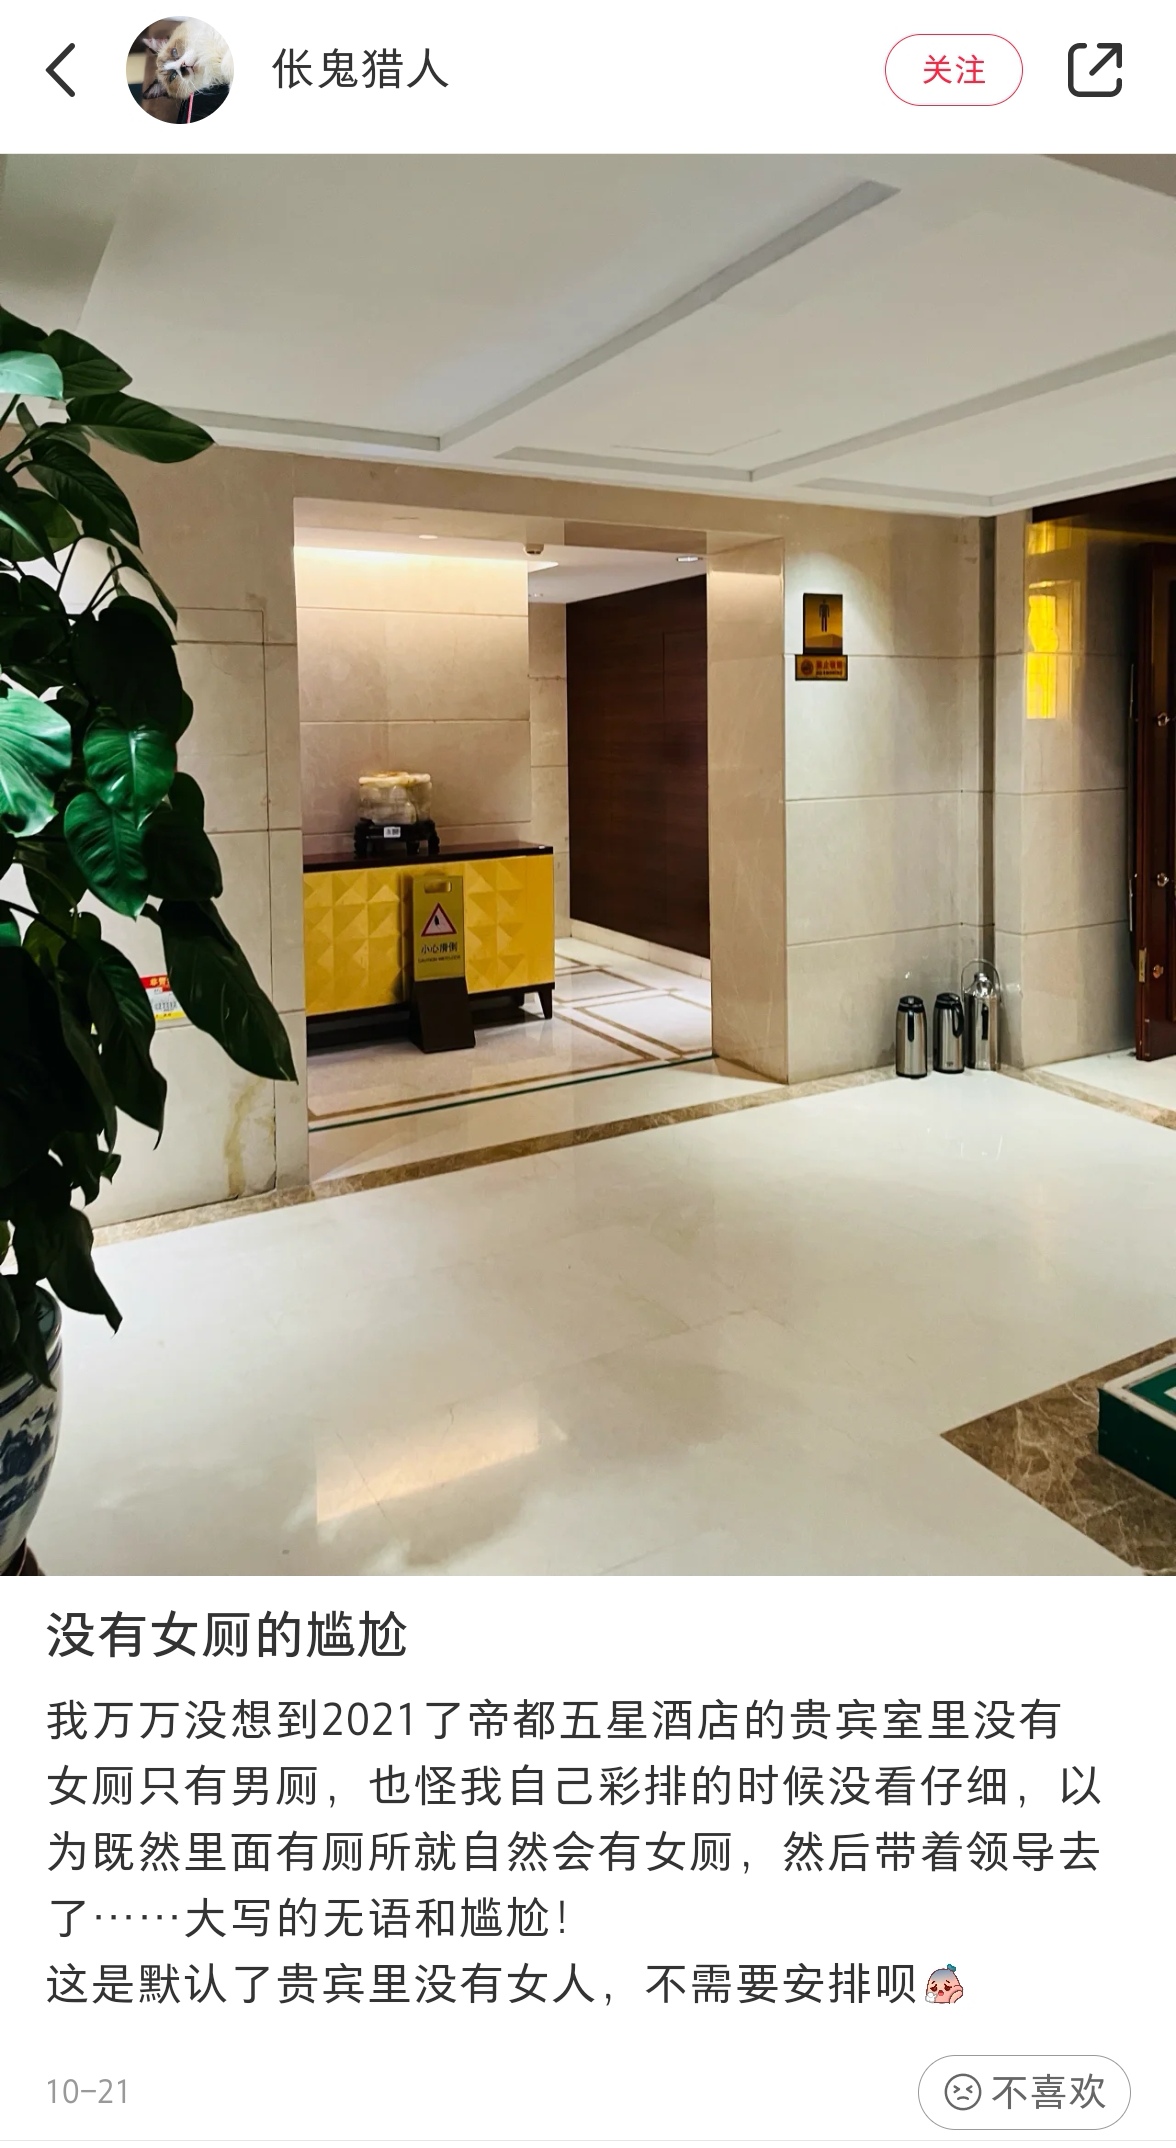 伥鬼猎人
关注
小心滑倒
没有女厕的尴尬
我万万没想到2021了帝都五星酒店的贵宾室里没有
女厕只有男厕，也怪我自己彩排的时候没看仔细，以
为既然里面有厕所就自然会有女厕，然后带着领导去
了……大写的无语和尴尬！
这是默认了贵宾里没有女人，不需要安排呗
10-21
不喜欢